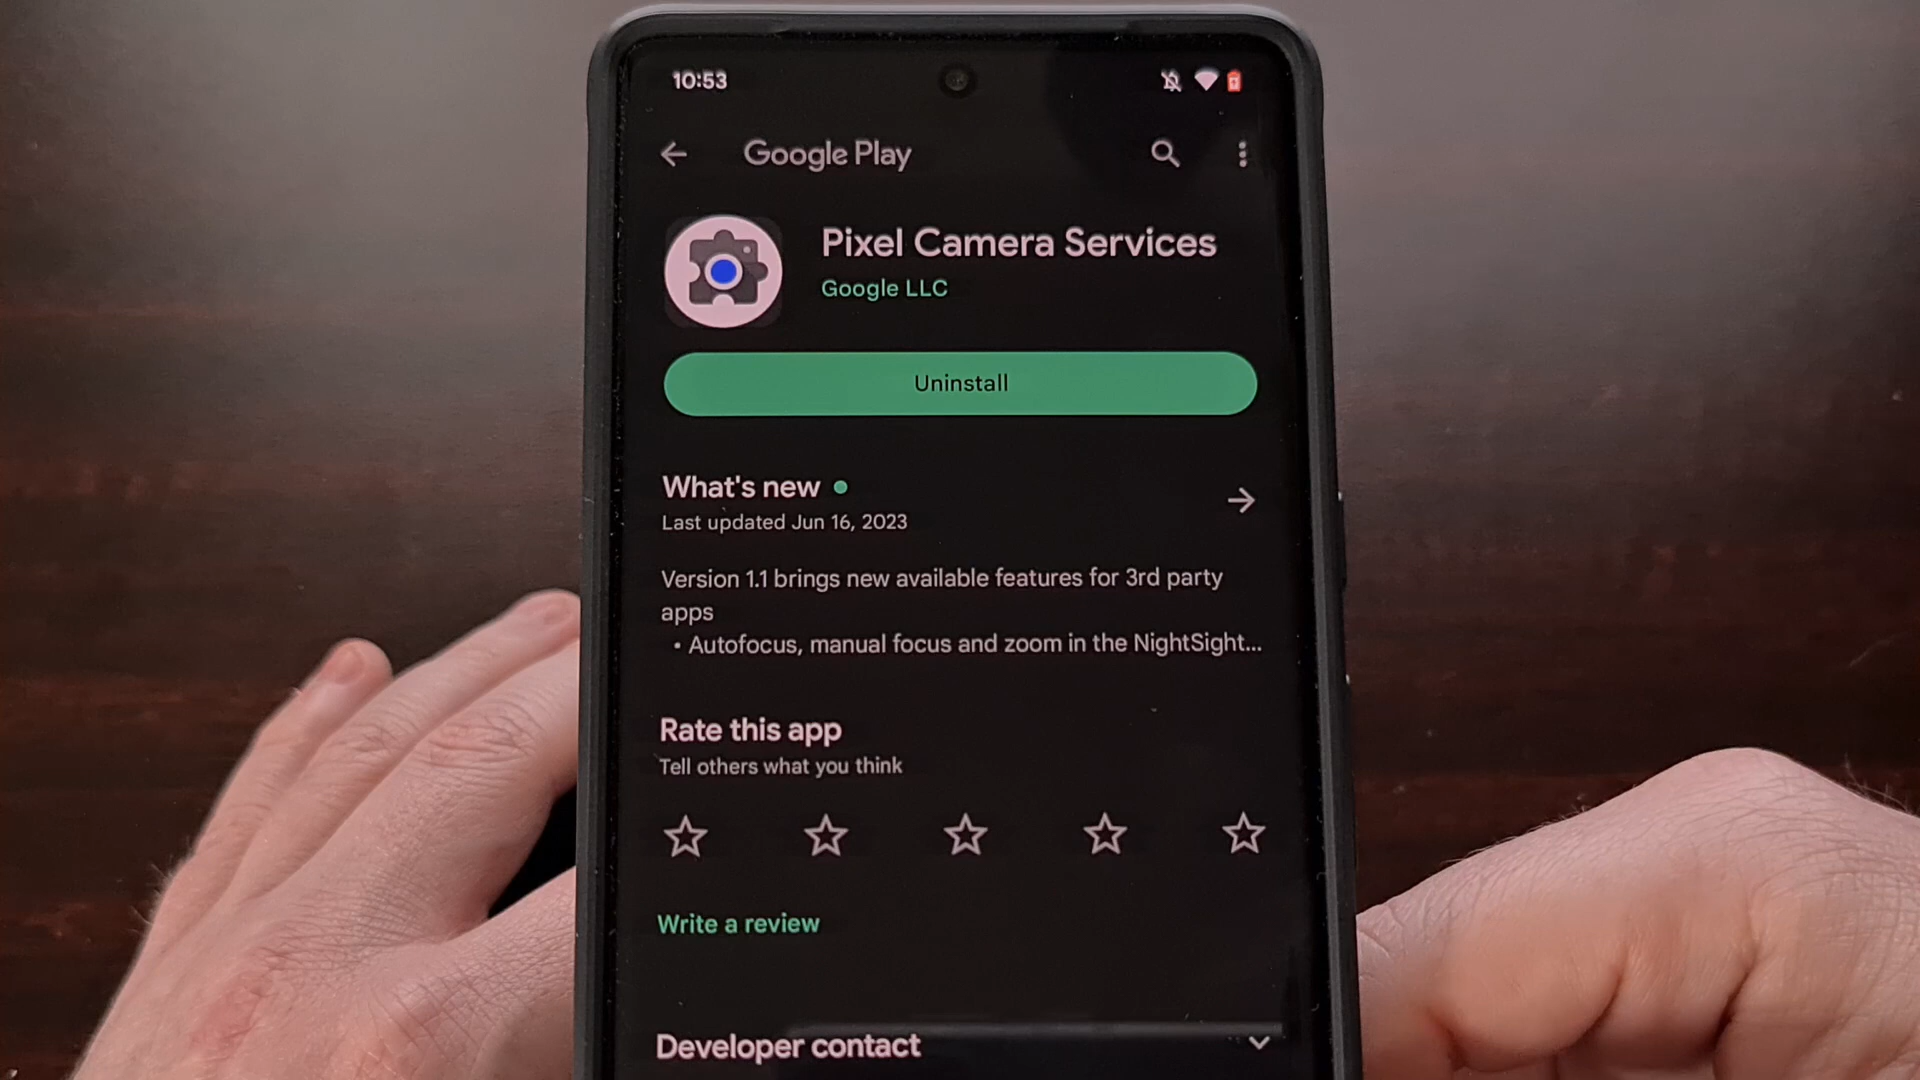 10:53
Google Play
Pixel Camera Services
Google LLC
Uninstall
What's new
Last updated Jun 16, 2023
Version 1.1 brings new available features for 3rd party
apps
• Autofocus, manual focus and zoom in the NightSight...
Rate this app
Tell others what you think
Write a review
Developer contact